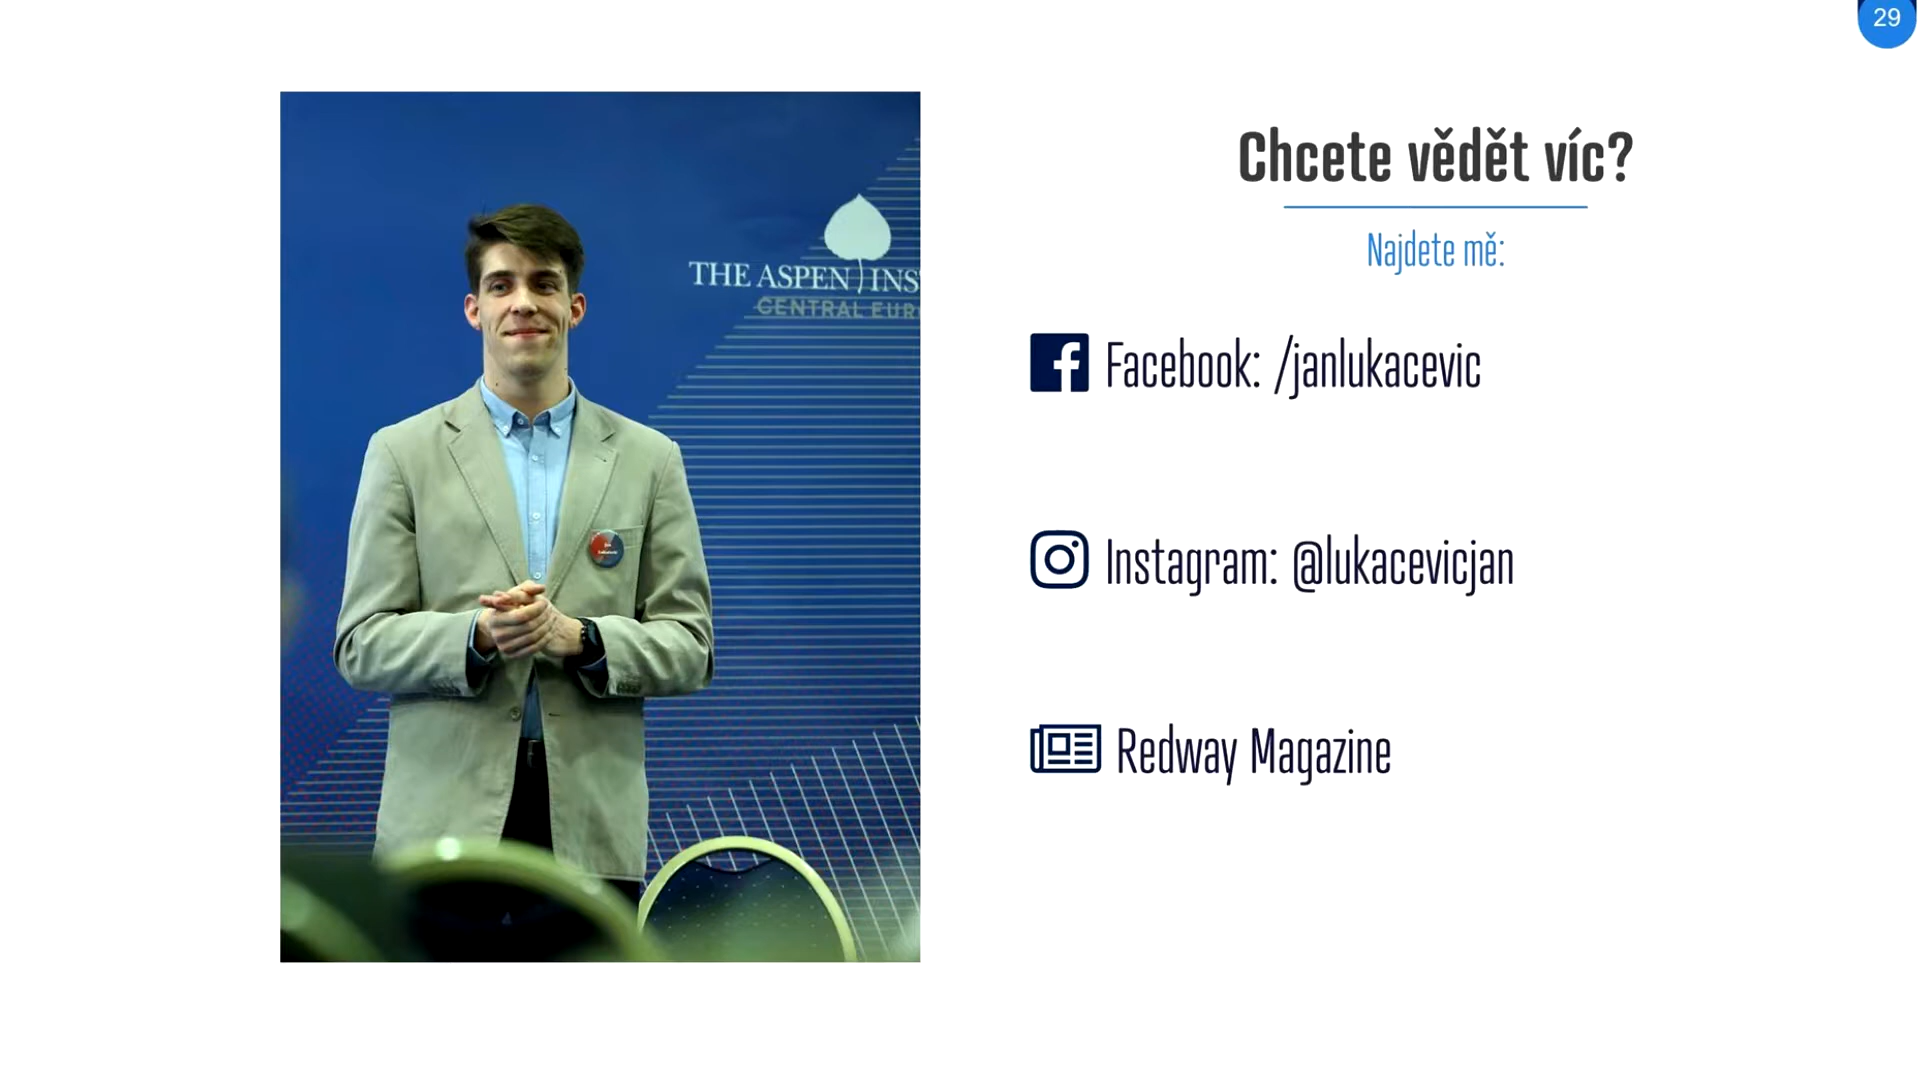 29
THE ASPEN INS
CENTRAL EUR
Chcete vědět víc?
Najdete mě:
Facebook: /janlukacevic
Instagram: @lukacevicjan
Redway Magazine